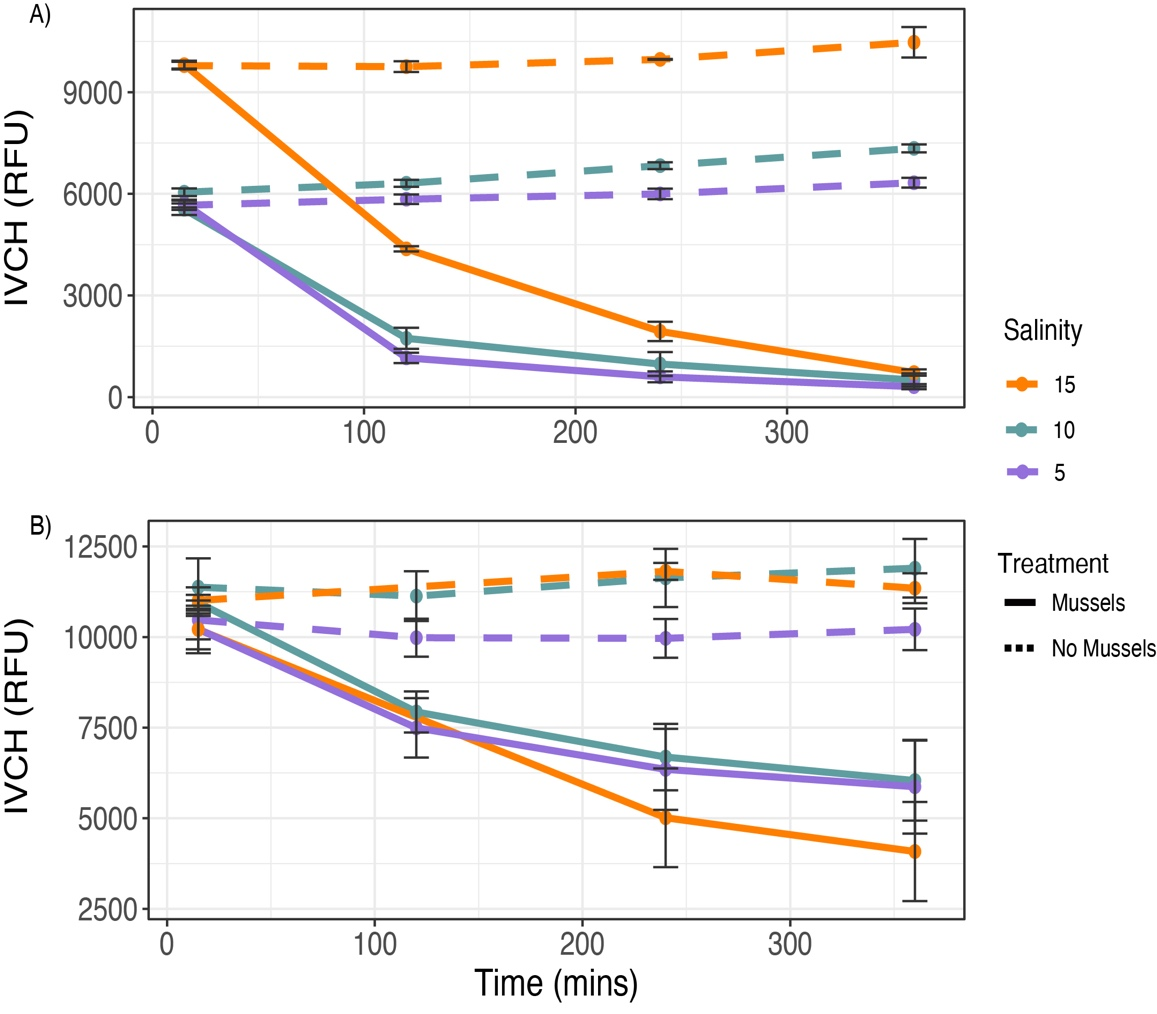 A)
IVCH (RFU)
9000
6000
3000
0
0 100 200 300
Salinity
15
10
5
B)
IVCH (RFU)
12500
10000
7500
5000
2500
0 100 200 300
Time (mins)
Treatment
Mussels
No Mussels